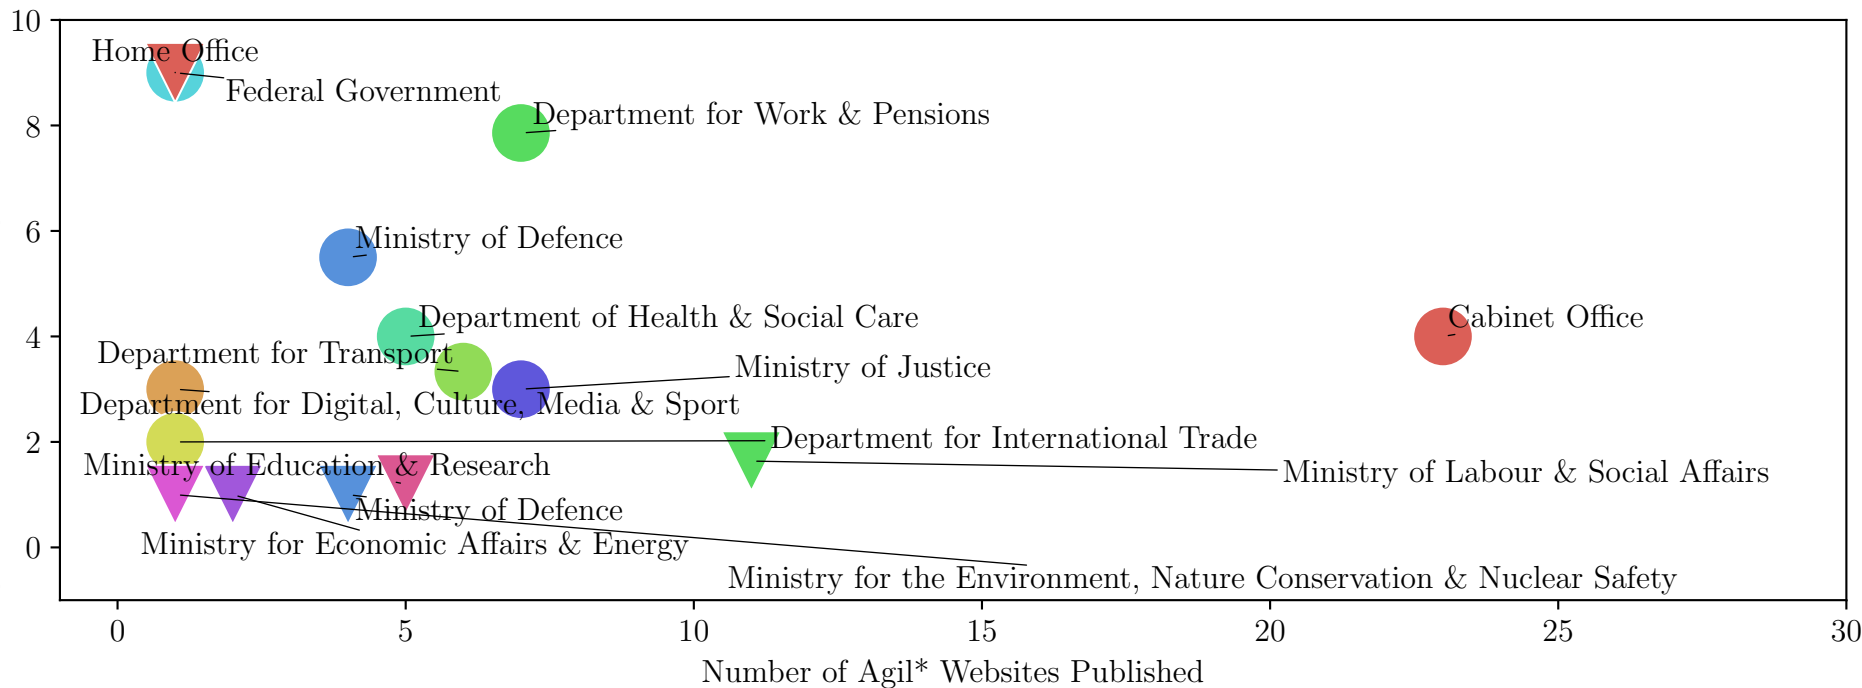 10
Home Office
Federal Government
Department for Work & Pensions
8
6
Ministry of Defence
Department of Health & Social Care
Cabinet Office
4
Department for Transport
Ministry of Justice
Department for Digital, Culture, Media & Sport
2
Department for International Trade
Ministry of Education & Research
Ministry of Labour & Social Affairs
Ministry of Defence
0
Ministry for Economic Affairs & Energy
Ministry for the Environment, Nature Conservation & Nuclear Safety
0 5 10 15 20 25 30
Number of Agil* Websites Published